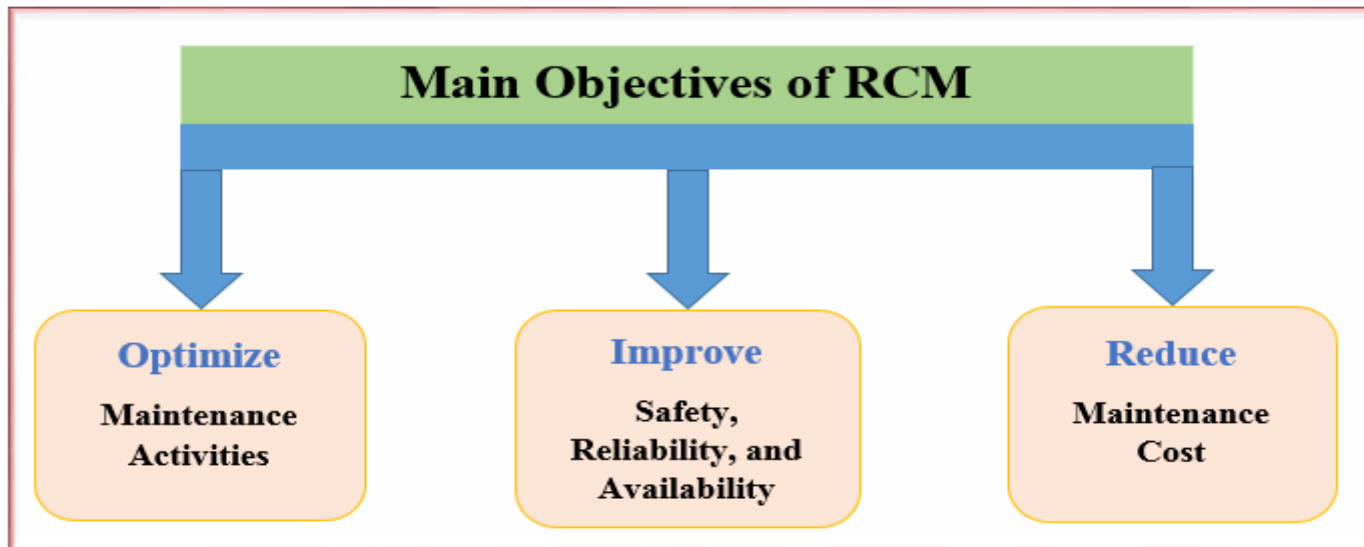 Main Objectives of RCM
Optimize
Maintenance
Activities
Improve
Safety,
Reliability, and
Availability
Reduce
Maintenance
Cost